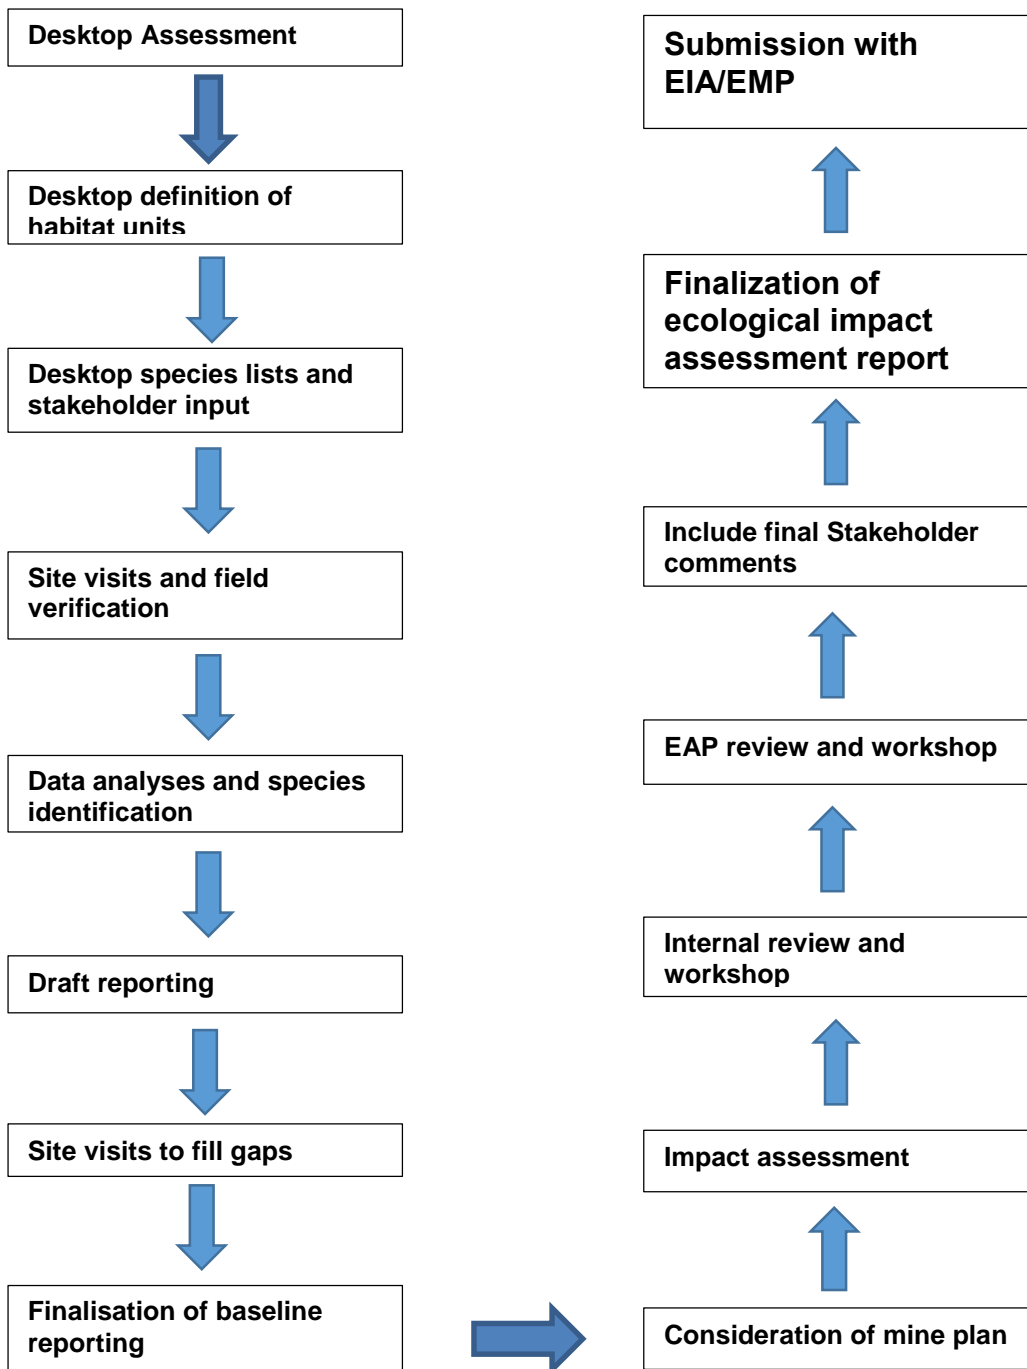 Desktop Assessment
Desktop definition of
habitat units
Desktop species lists and
stakeholder input
Site visits and field
verification
Data analyses and species
identification
Draft reporting
Site visits to fill gaps
Finalisation of baseline
reporting
Submission with
EIA/EMP
Finalization of
ecological impact
assessment report
Include final Stakeholder
comments
EAP review and workshop
Internal review and
workshop
Impact assessment
Consideration of mine plan